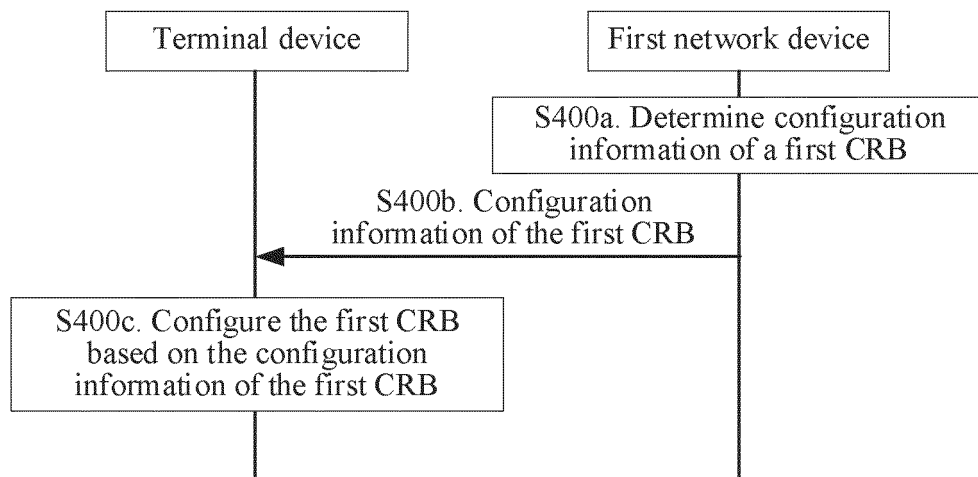 Terminal device
First network device
S400a. Determine configuration
information of a first CRB
S400b. Configuration
information of the first CRB
S400c. Configure the first CRB
based on the configuration
information of the first CRB